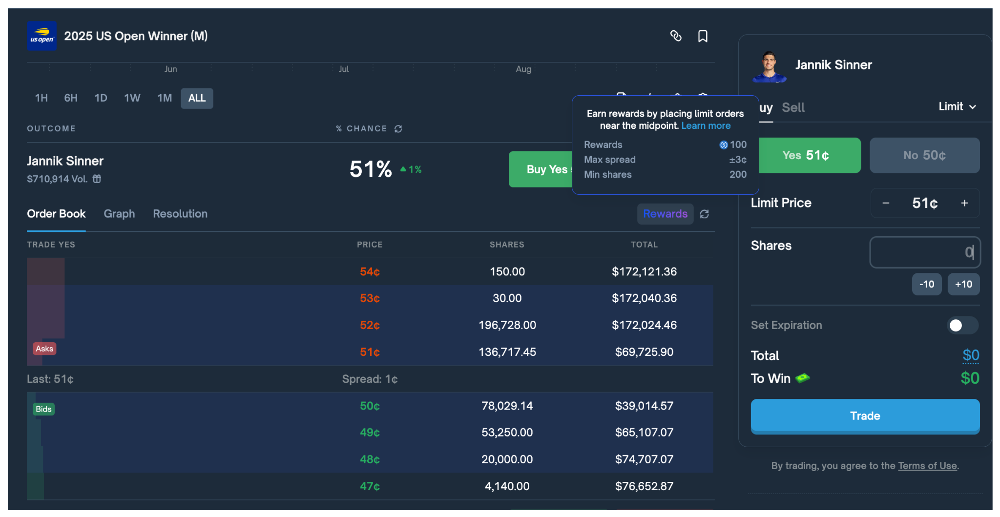 us open
2025 US Open Winner (M)
Jun Jul Aug
1H 6H 1D 1W 1M ALL
OUTCOME % CHANCE
Jannik Sinner
$710,914 Vol.
51% 1%
Buy Yes
Earn rewards by placing limit orders
near the midpoint. Learn more
Rewards 100
Max spread ±3¢
Min shares 200
Order Book Graph Resolution Rewards
TRADE YES PRICE SHARES TOTAL
54¢ 150.00 $172,121.36
53¢ 30.00 $172,040.36
52¢ 196,728.00 $172,024.46
Asks 51¢ 136,717.45 $69,725.90
Last: 51¢ Spread: 1¢
Bids 50¢ 78,029.14 $39,014.57
49¢ 53,250.00 $65,107.07
48¢ 20,000.00 $74,707.07
47¢ 4,140.00 $76,652.87
Jannik Sinner
uy Sell Limit
Yes 51¢ No 50¢
Limit Price − 51¢ +
Shares 0
-10 +10
Set Expiration
Total $0
To Win $0
Trade
By trading, you agree to the Terms of Use.